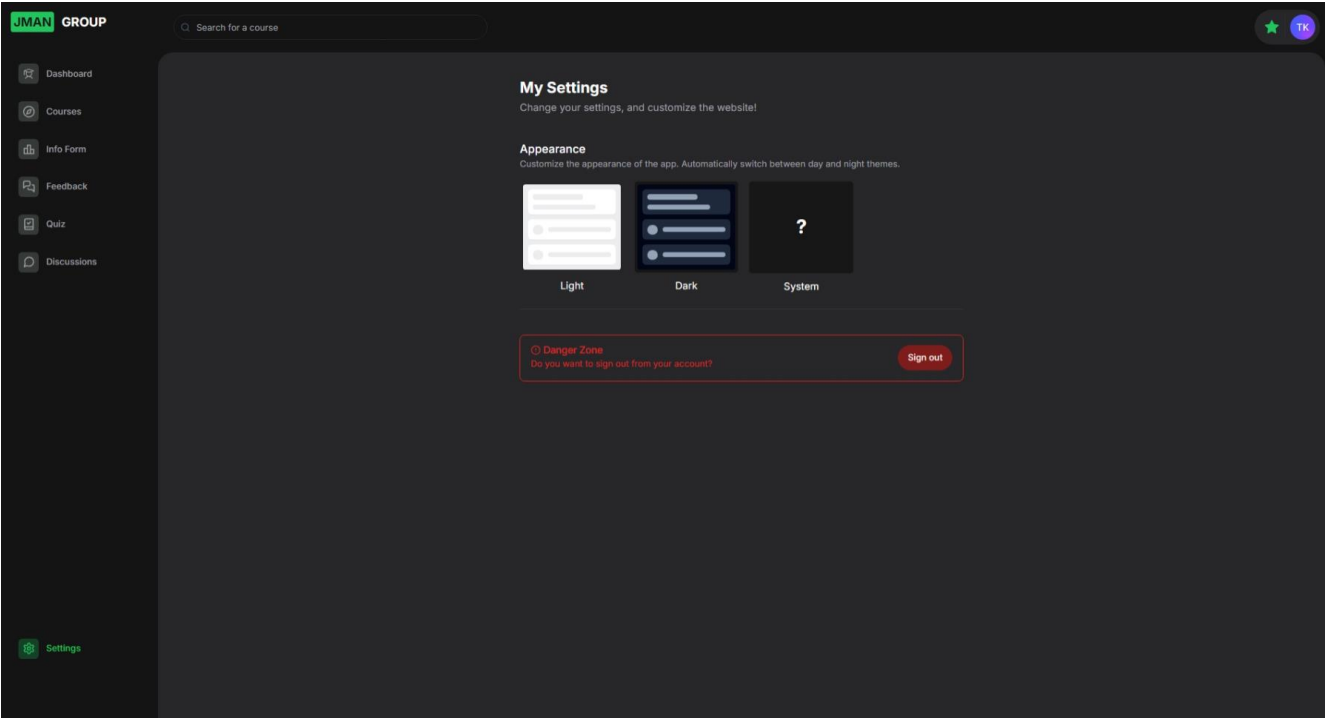 JMAN GROUP
Search for a course
TK
Dashboard
Courses
Info Form
Feedback
Quiz
Discussions
Settings
My Settings
Change your settings, and customize the website!
Appearance
Customize the appearance of the app. Automatically switch between day and night themes.
?
Light Dark System
Danger Zone
Do you want to sign out from your account?
Sign out